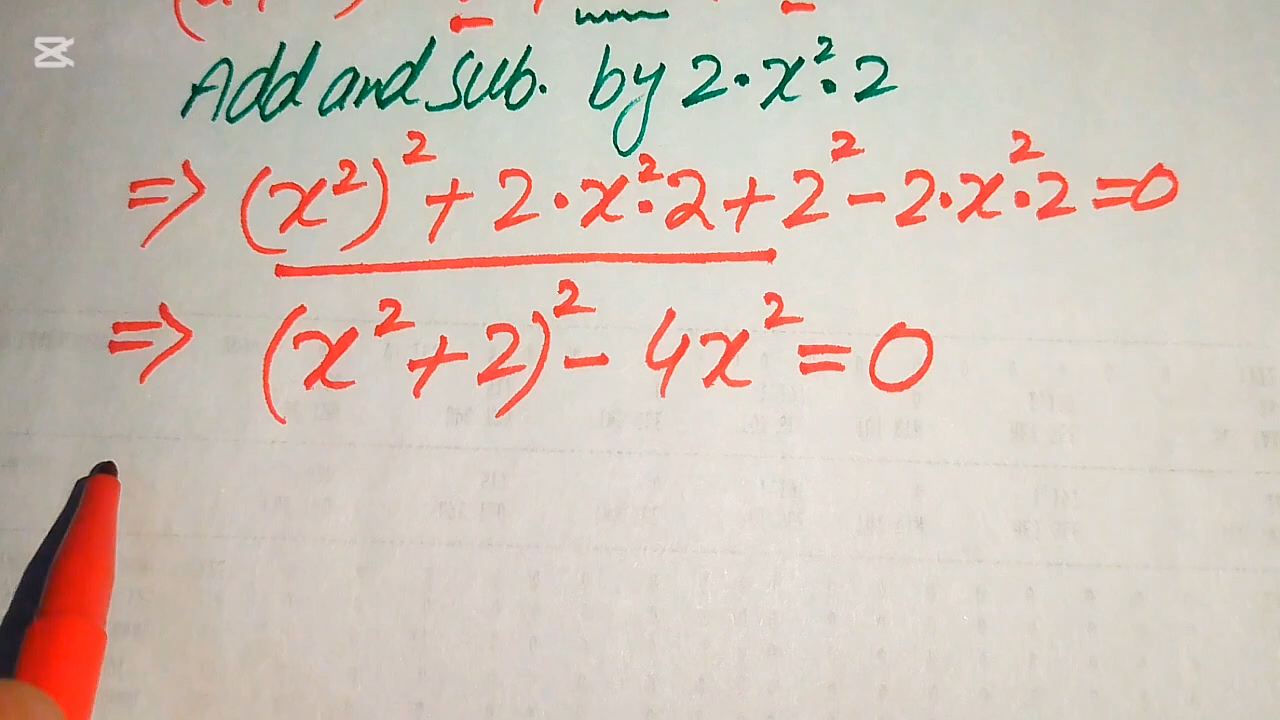 Add and sub. by 2·x²·2
=> (x²)² + 2·x²·2 + 2² - 2·x²·2 = 0
=> (x² + 2)² - 4x² = 0